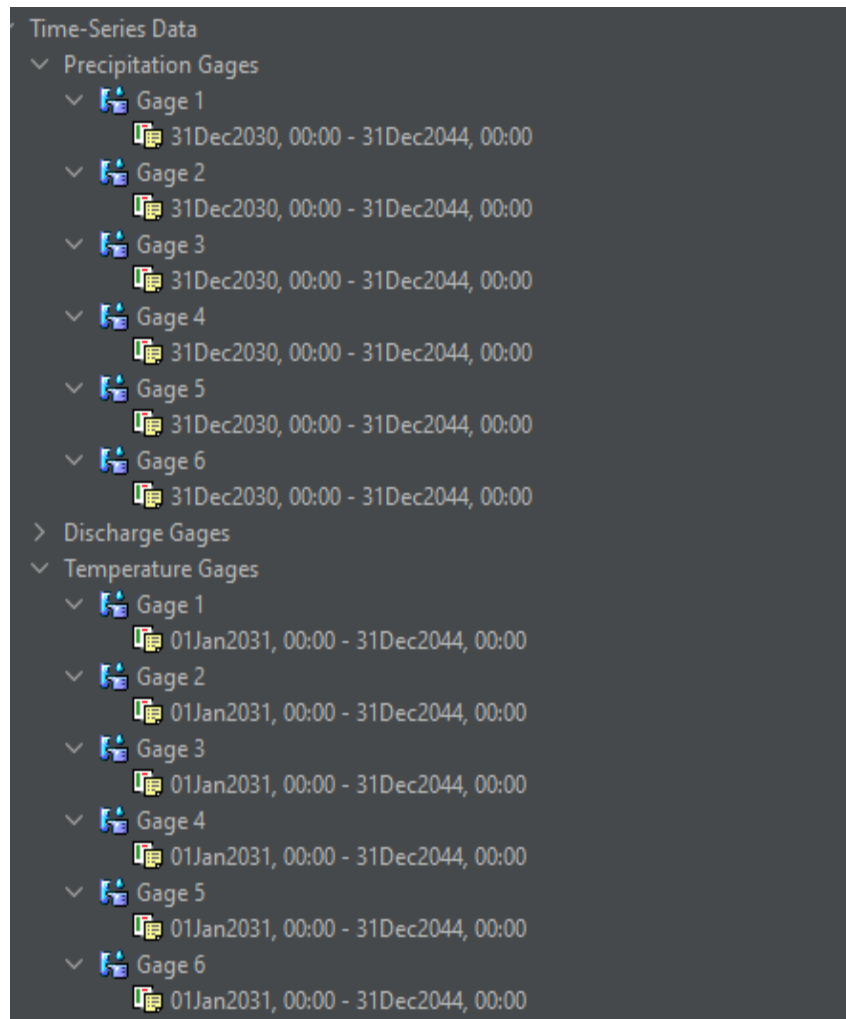 Time-Series Data
Precipitation Gages
Gage 1
31Dec2030, 00:00 - 31Dec2044, 00:00
Gage 2
31Dec2030, 00:00 - 31Dec2044, 00:00
Gage 3
31Dec2030, 00:00 - 31Dec2044, 00:00
Gage 4
31Dec2030, 00:00 - 31Dec2044, 00:00
Gage 5
31Dec2030, 00:00 - 31Dec2044, 00:00
Gage 6
31Dec2030, 00:00 - 31Dec2044, 00:00
Discharge Gages
Temperature Gages
Gage 1
01Jan2031, 00:00 - 31Dec2044, 00:00
Gage 2
01Jan2031, 00:00 - 31Dec2044, 00:00
Gage 3
01Jan2031, 00:00 - 31Dec2044, 00:00
Gage 4
01Jan2031, 00:00 - 31Dec2044, 00:00
Gage 5
01Jan2031, 00:00 - 31Dec2044, 00:00
Gage 6
01Jan2031, 00:00 - 31Dec2044, 00:00